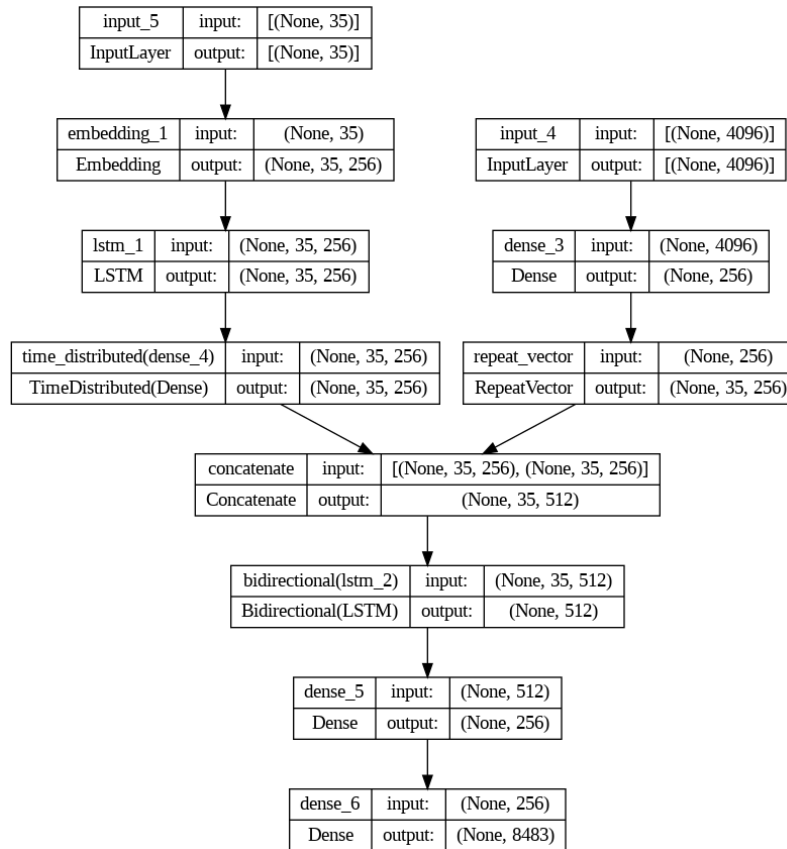 input_5 input: [(None, 35)]
InputLayer output: [(None, 35)]
embedding_1 input: (None, 35)
Embedding output: (None, 35, 256)
input_4 input: [(None, 4096)]
InputLayer output: [(None, 4096)]
lstm_1 input: (None, 35, 256)
LSTM output: (None, 35, 256)
dense_3 input: (None, 4096)
Dense output: (None, 256)
time_distributed(dense_4) input: (None, 35, 256)
TimeDistributed(Dense) output: (None, 35, 256)
repeat_vector input: (None, 256)
RepeatVector output: (None, 35, 256)
concatenate input: [(None, 35, 256), (None, 35, 256)]
Concatenate output: (None, 35, 512)
bidirectional(lstm_2) input: (None, 35, 512)
Bidirectional(LSTM) output: (None, 512)
dense_5 input: (None, 512)
Dense output: (None, 256)
dense_6 input: (None, 256)
Dense output: (None, 8483)